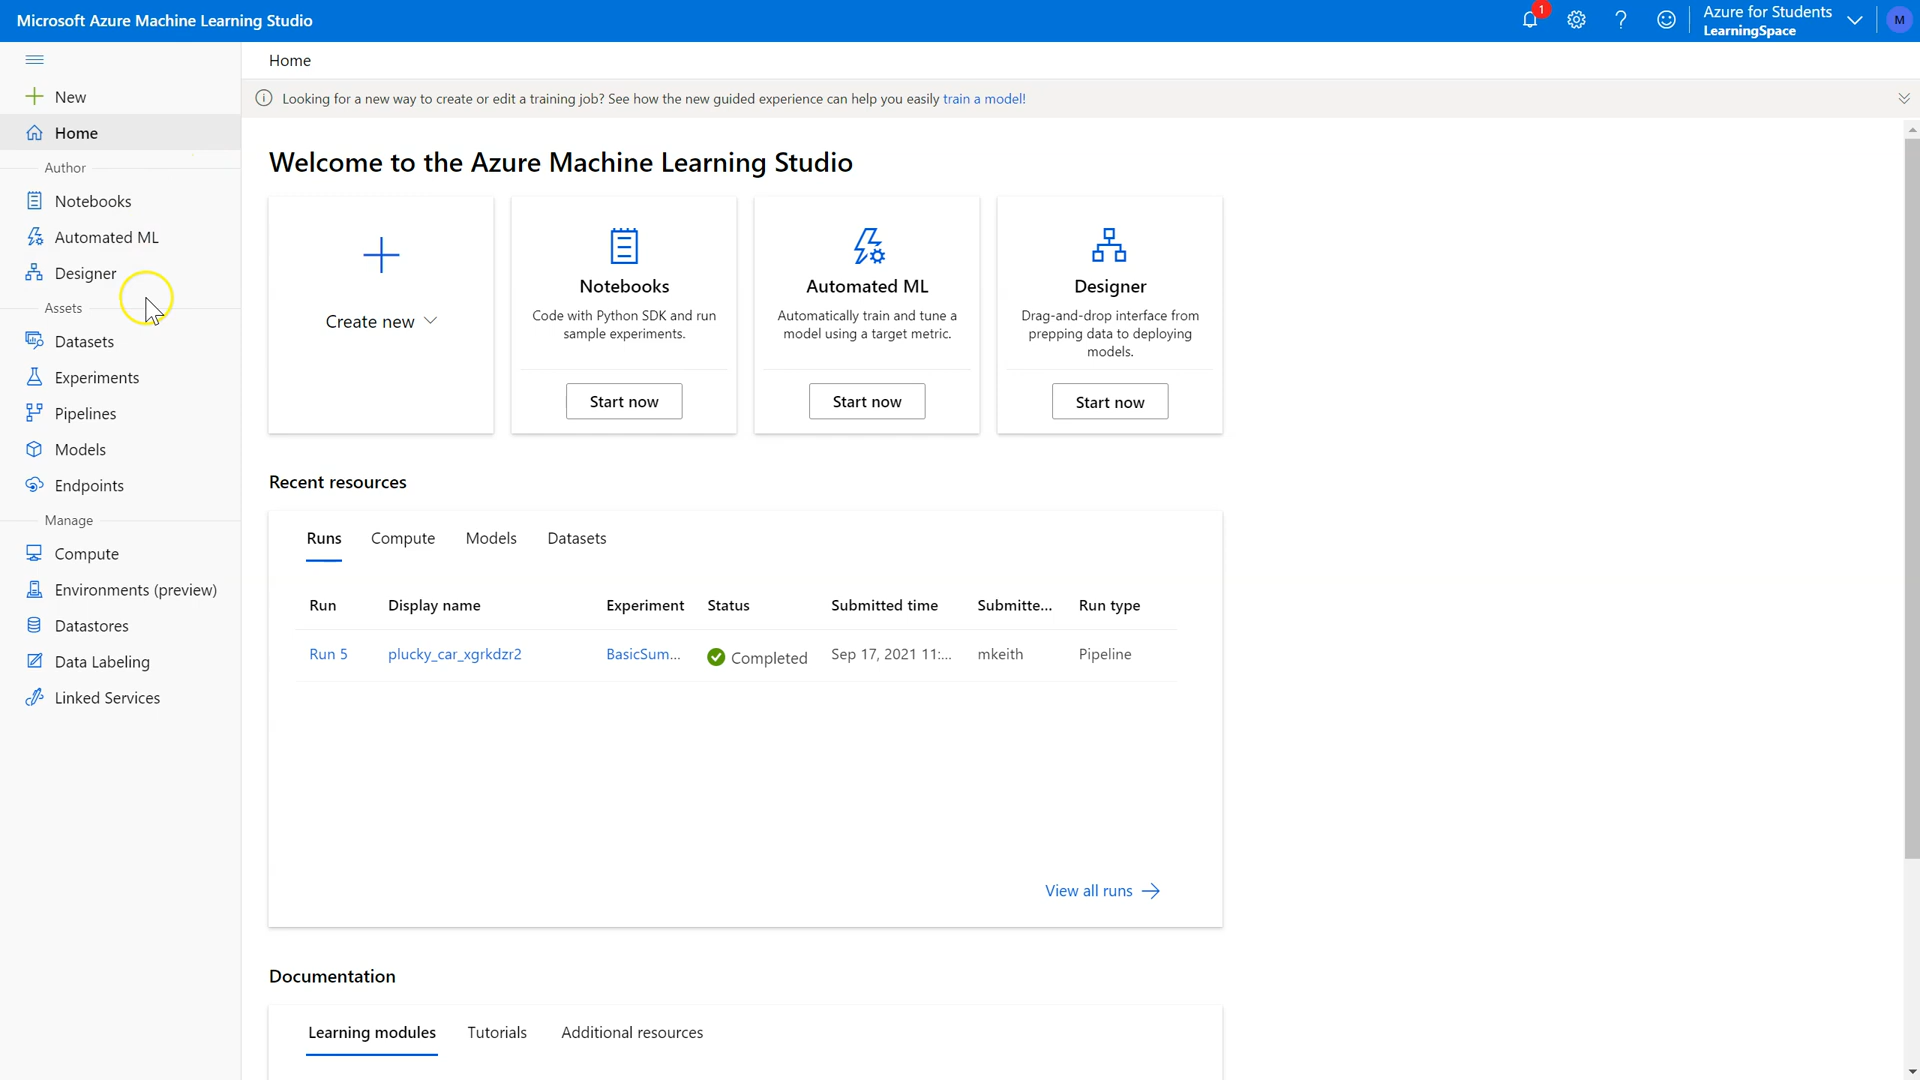 Microsoft Azure Machine Learning Studio
1
?
Azure for Students
LearningSpace
M
New
Home
Author
Notebooks
Automated ML
Designer
Assets
Datasets
Experiments
Pipelines
Models
Endpoints
Manage
Compute
Environments (preview)
Datastores
Data Labeling
Linked Services
Home
Looking for a new way to create or edit a training job? See how the new guided experience can help you easily train a model!
Welcome to the Azure Machine Learning Studio
Create new
Notebooks
Code with Python SDK and run
sample experiments.
Start now
Automated ML
Automatically train and tune a
model using a target metric.
Start now
Designer
Drag-and-drop interface from
prepping data to deploying
models.
Start now
Recent resources
Runs Compute Models Datasets
Run Display name Experiment Status Submitted time Submitte... Run type
Run 5 plucky_car_xgrkdzr2 BasicSum... Completed Sep 17, 2021 11:... mkeith Pipeline
View all runs
Documentation
Learning modules Tutorials Additional resources